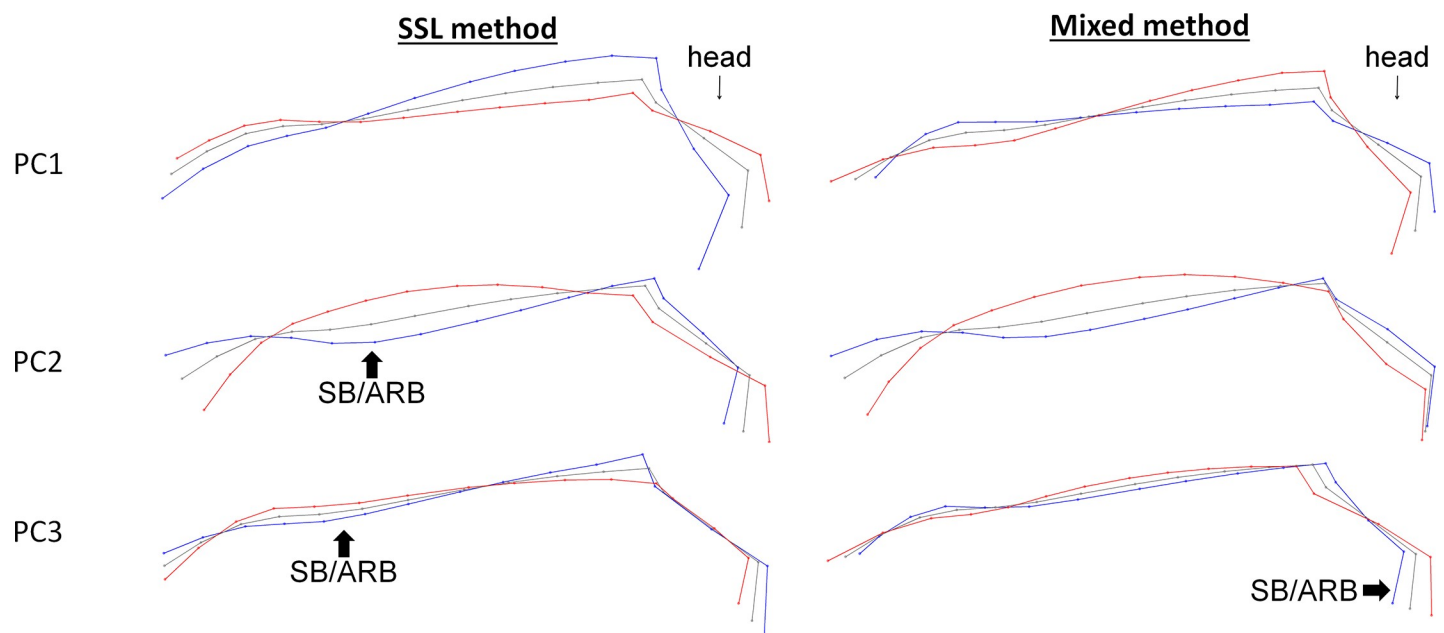 SSL method
Mixed method
head
head
PC1
PC2
SB/ARB
PC3
SB/ARB
SB/ARB